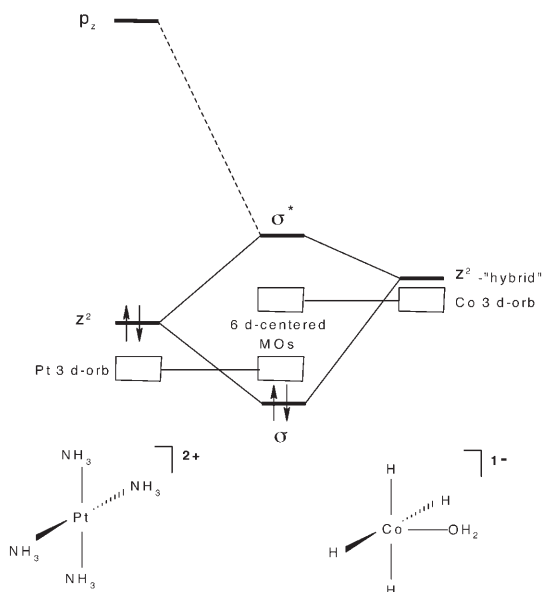 p z
σ *
z² -"hybrid"
z²
6 d-centered
MOs
Co 3 d-orb
Pt 3 d-orb
σ
2+
1-
NH3
NH3
Pt
NH3
NH3
H
H
Co
OH2
H
H